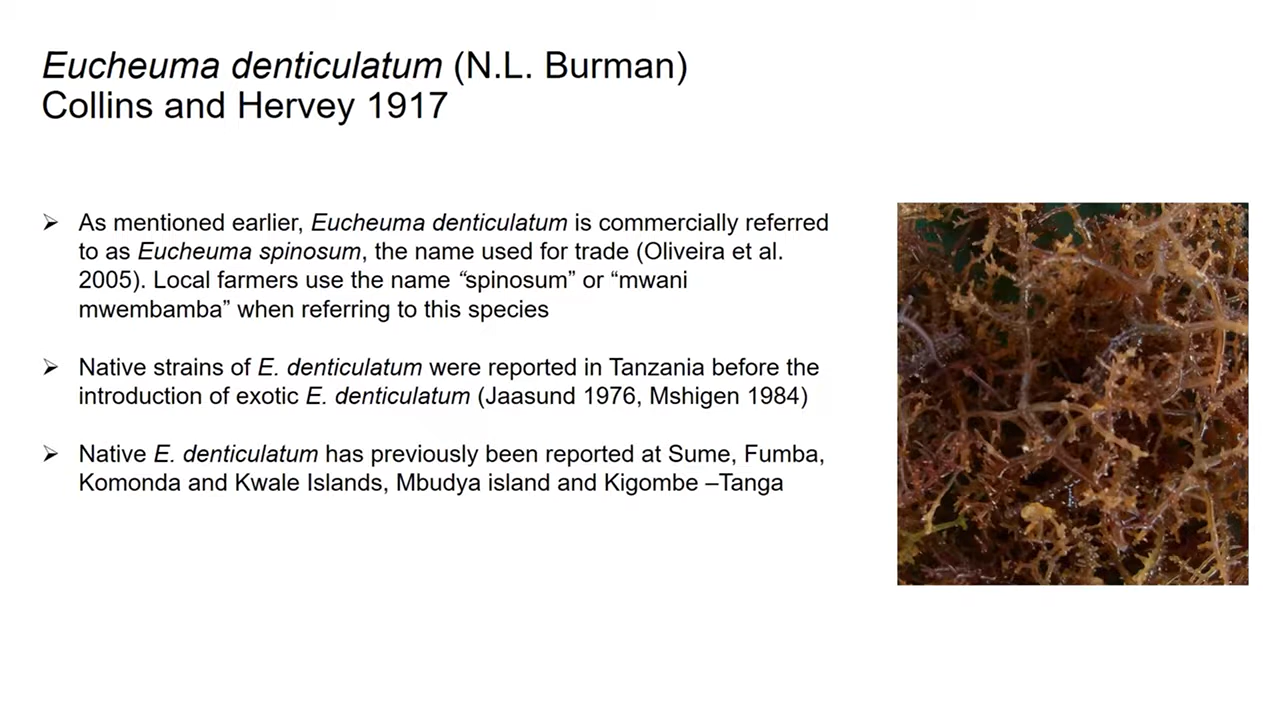 Eucheuma denticulatum (N.L. Burman)
Collins and Hervey 1917
➢ As mentioned earlier, Eucheuma denticulatum is commercially referred
to as Eucheuma spinosum, the name used for trade (Oliveira et al.
2005). Local farmers use the name “spinosum” or “mwani
mwembamba” when referring to this species
➢ Native strains of E. denticulatum were reported in Tanzania before the
introduction of exotic E. denticulatum (Jaasund 1976, Mshigen 1984)
➢ Native E. denticulatum has previously been reported at Sume, Fumba,
Komonda and Kwale Islands, Mbudya island and Kigombe –Tanga